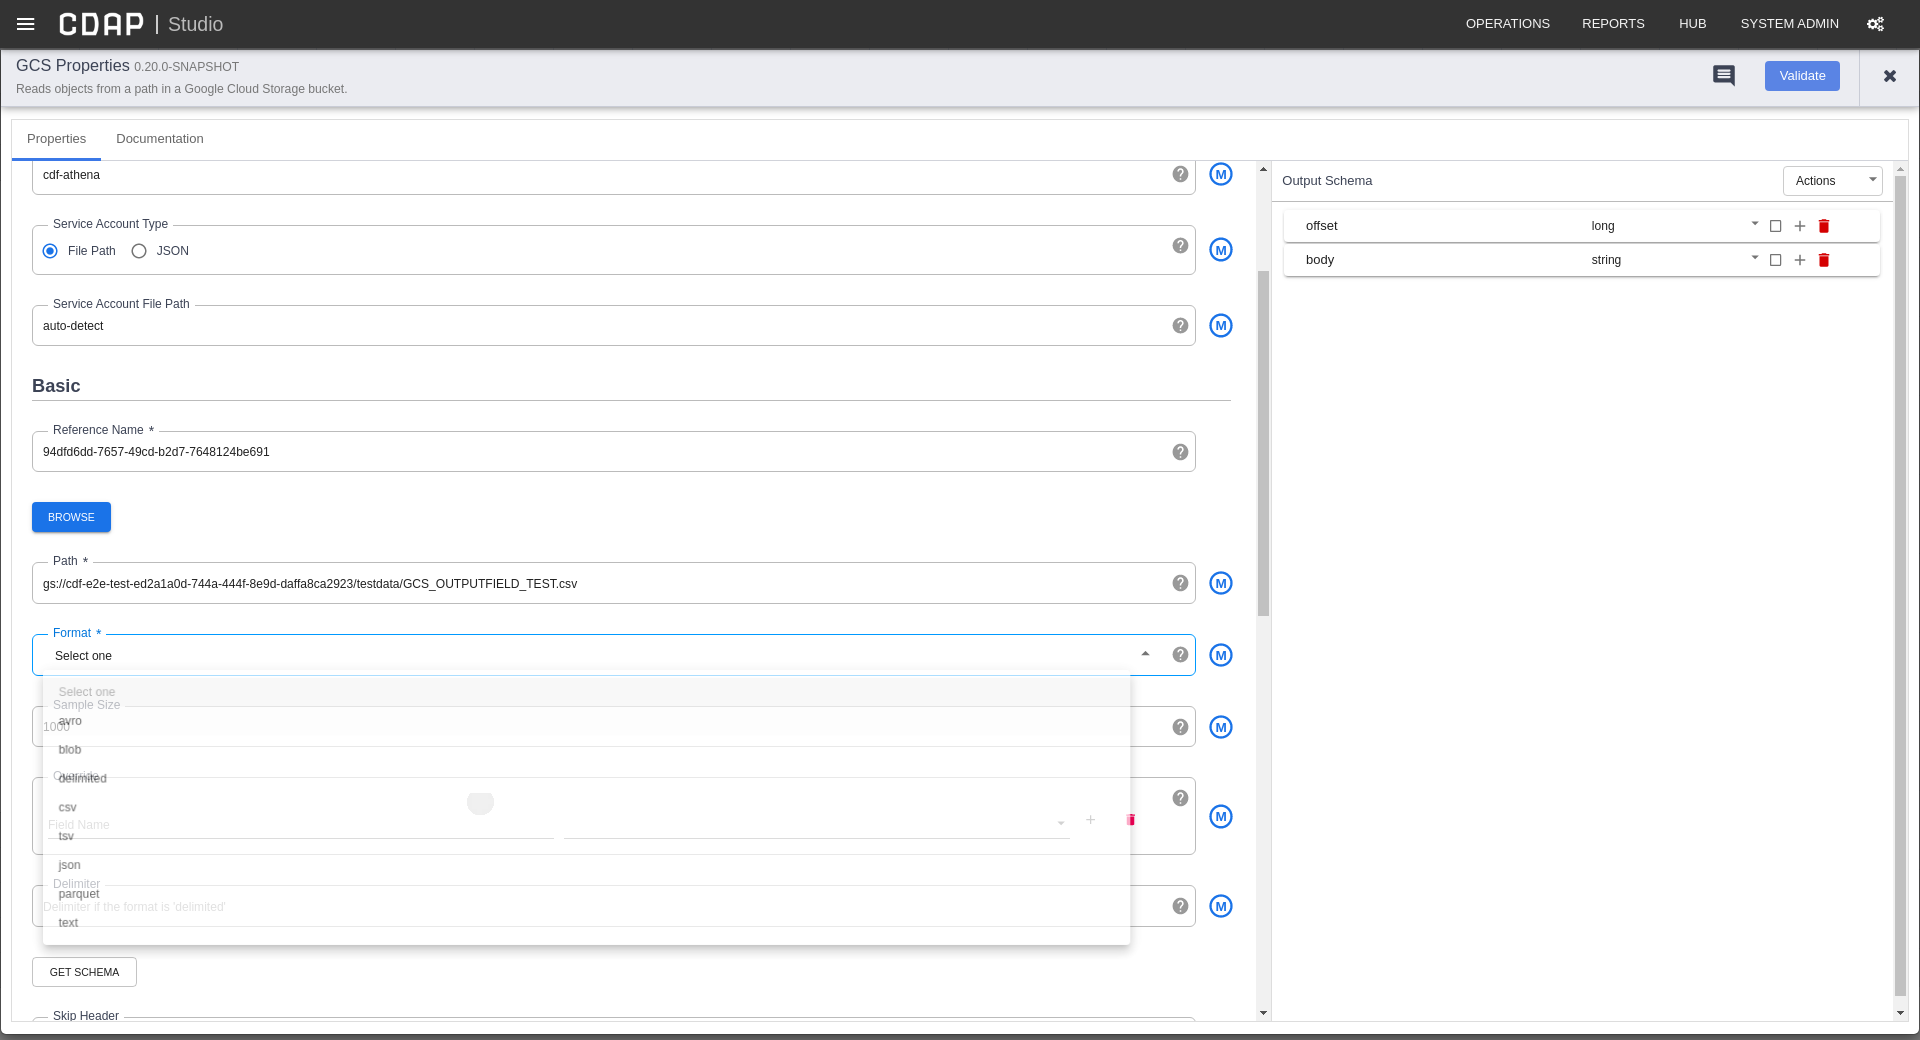 CDAP | Studio
OPERATIONS REPORTS HUB SYSTEM ADMIN
GCS Properties 0.20.0-SNAPSHOT
Reads objects from a path in a Google Cloud Storage bucket.
Validate
Properties Documentation
cdf-athena
M
Service Account Type
File Path JSON
M
Service Account File Path
auto-detect
M
Basic
Reference Name *
94dfd6dd-7657-49cd-b2d7-7648124be691
BROWSE
Path *
gs://cdf-e2e-test-ed2a1a0d-744a-444f-8e9d-daffa8ca2923/testdata/GCS_OUTPUTFIELD_TEST.csv
M
Format *
Select one
M
Select one
Sample Size
avro
1000
M
blob
Override
delimited
csv
M
Field Name
tsv
json
Delimiter
parquet
Delimiter if the format is 'delimited'
M
text
GET SCHEMA
Skip Header
Output Schema
Actions
offset long
body string